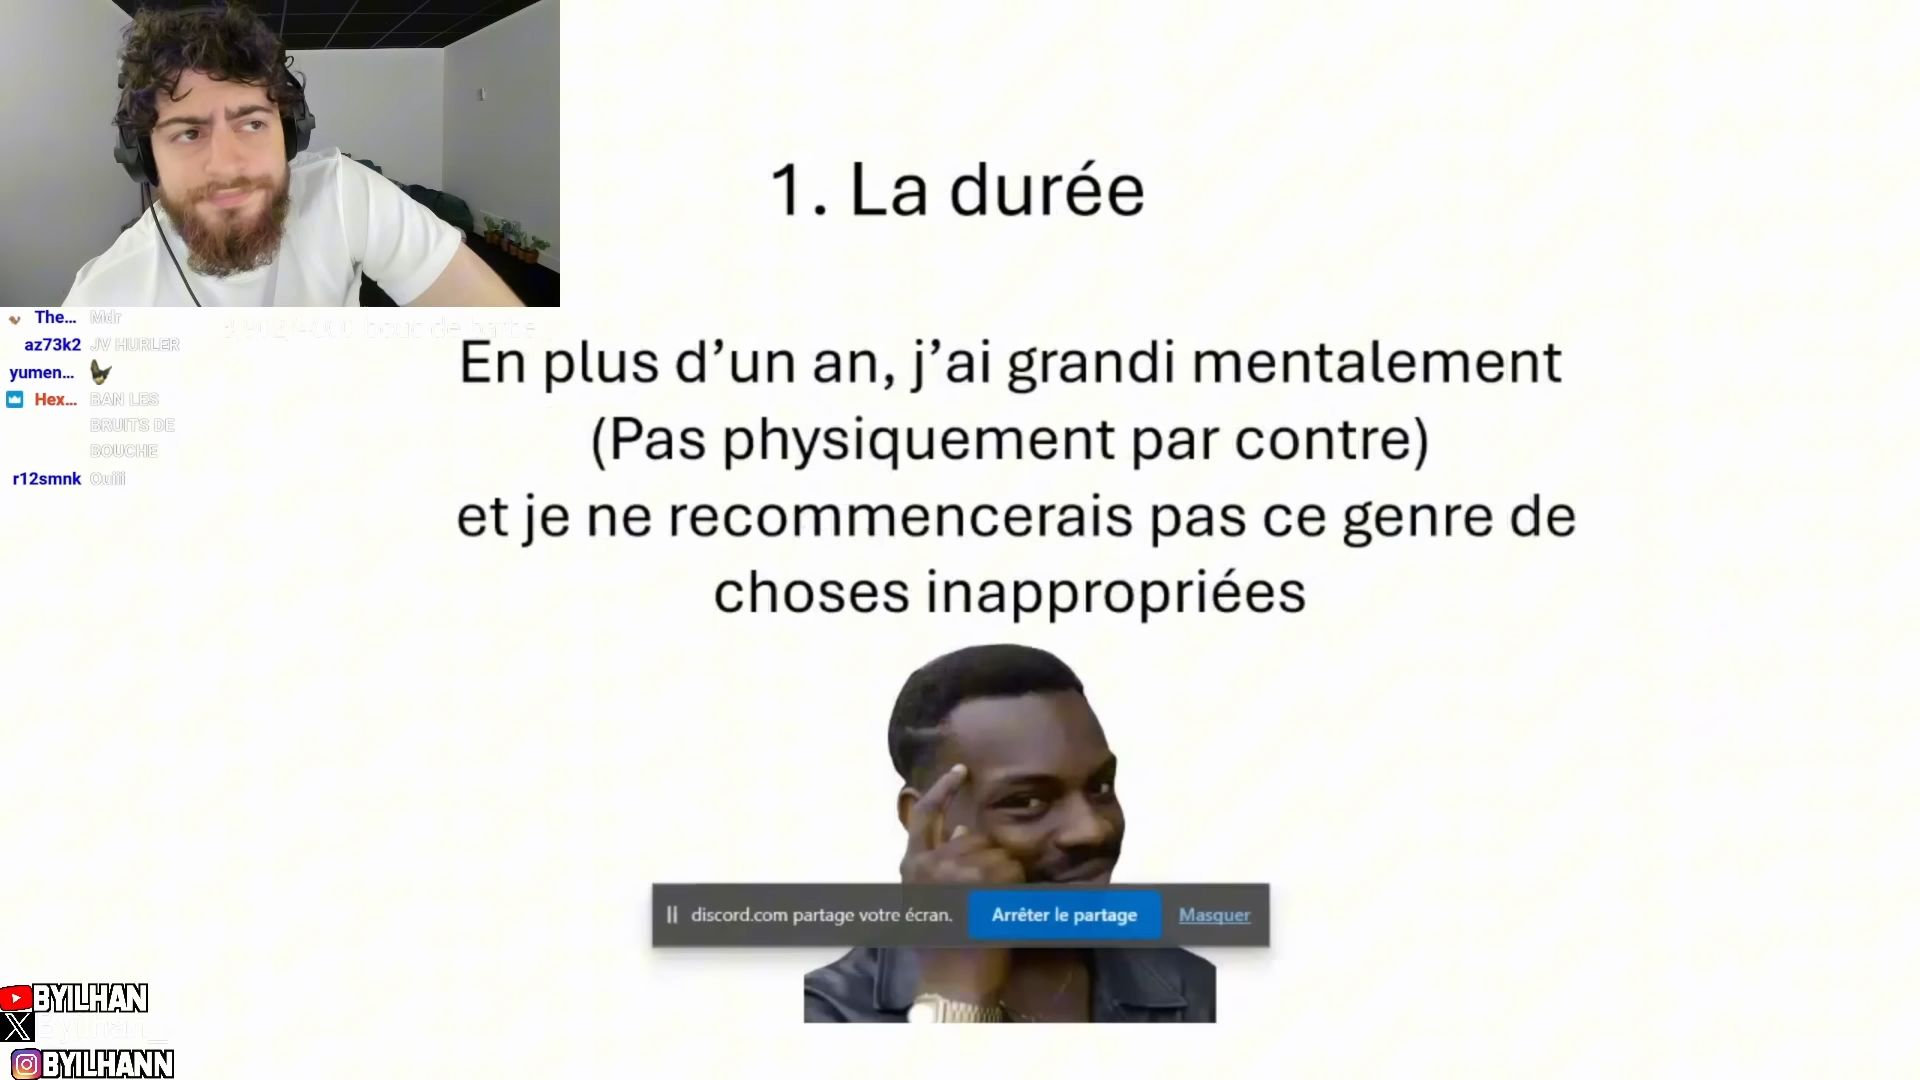 1. La durée
En plus d’un an, j’ai grandi mentalement
(Pas physiquement par contre)
et je ne recommencerais pas ce genre de
choses inappropriées
The... Mdr
az73k2 JV HURLER
yumen...
Hex... BAN LES
BRUITS DE
BOUCHE
r12smnk Ouiii
discord.com partage votre écran. Arrêter le partage Masquer
BYILHAN
BYILHANN